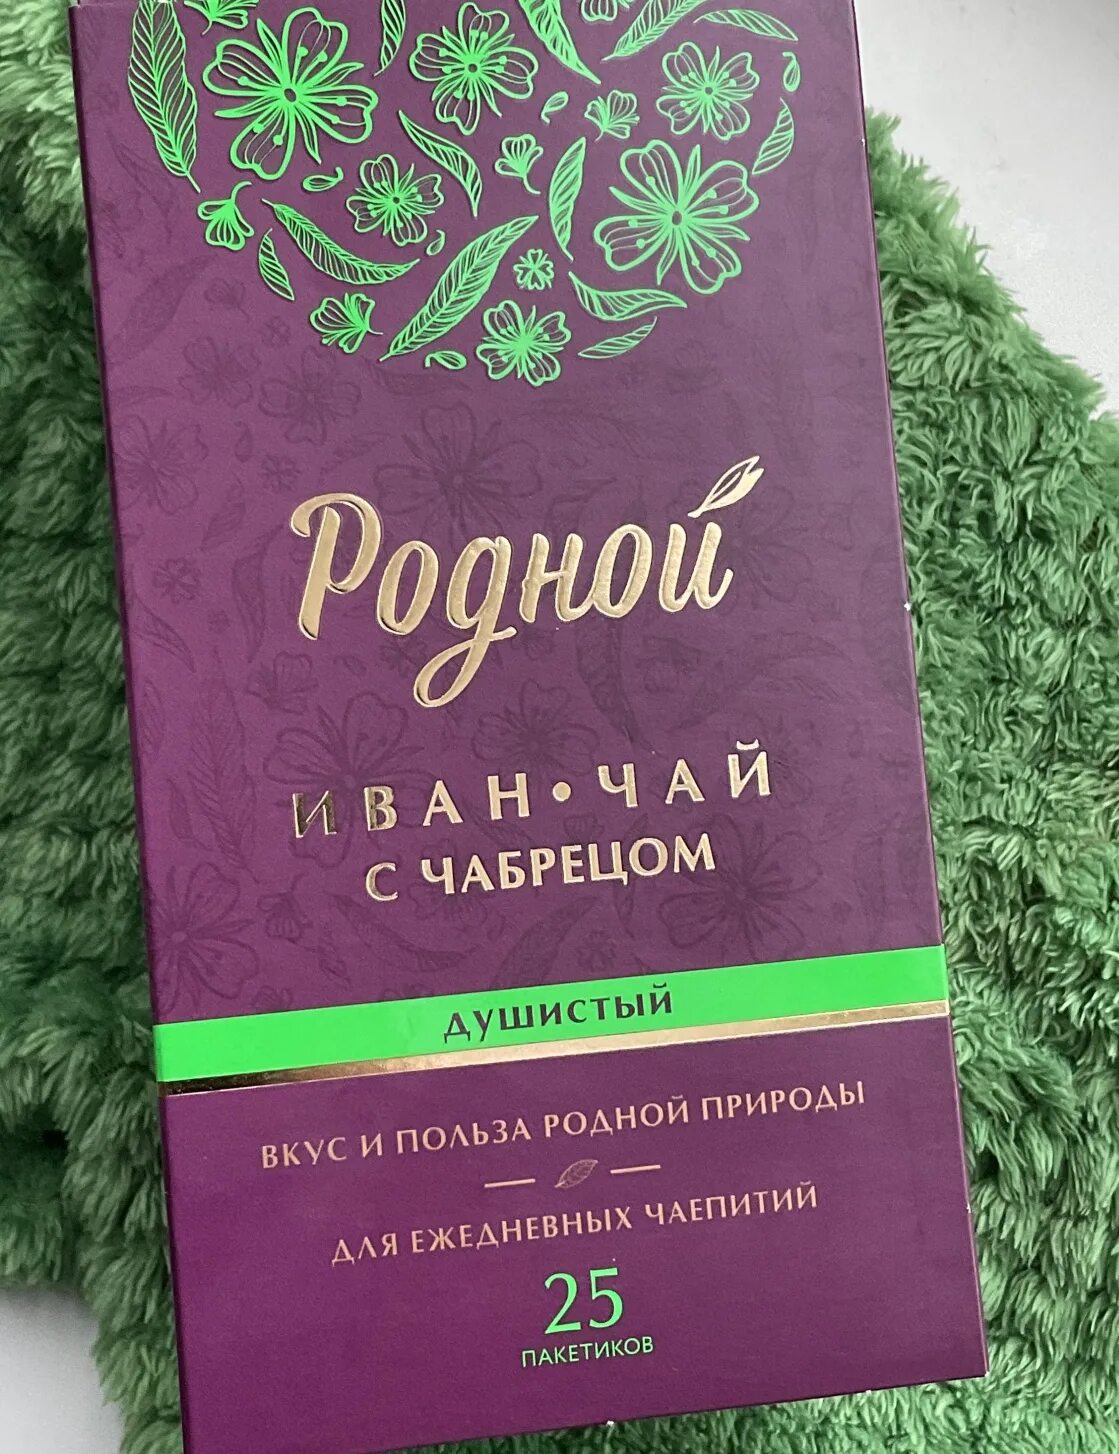 Родной
ИВАН•ЧАЙ
С ЧАБРЕЦОМ
ДУШИСТЫЙ
ВКУС И ПОЛЬЗА РОДНОЙ ПРИРОДЫ
ДЛЯ ЕЖЕДНЕВНЫХ ЧАЕПИТИЙ
25
ПАКЕТИКОВ